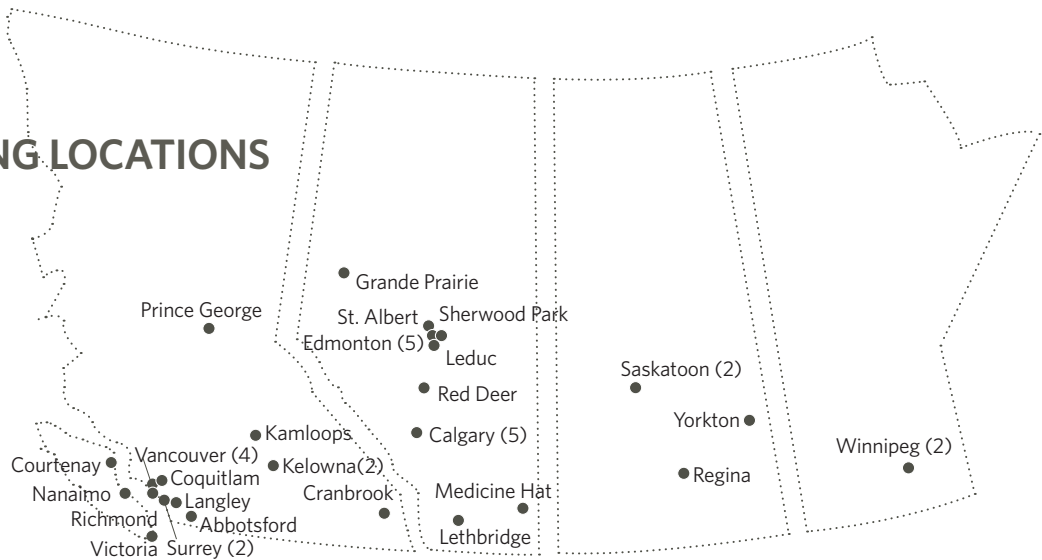 NG LOCATIONS
Grande Prairie
Prince George
St. Albert
Sherwood Park
Edmonton (5)
Leduc
Saskatoon (2)
Red Deer
Yorkton
Kamloops
Calgary (5)
Winnipeg (2)
Vancouver (4)
Courtenay
Kelowna(2)
Coquitlam
Regina
Nanaimo
Cranbrook
Medicine Hat
Langley
Richmond
Abbotsford
Lethbridge
Victoria
Surrey (2)